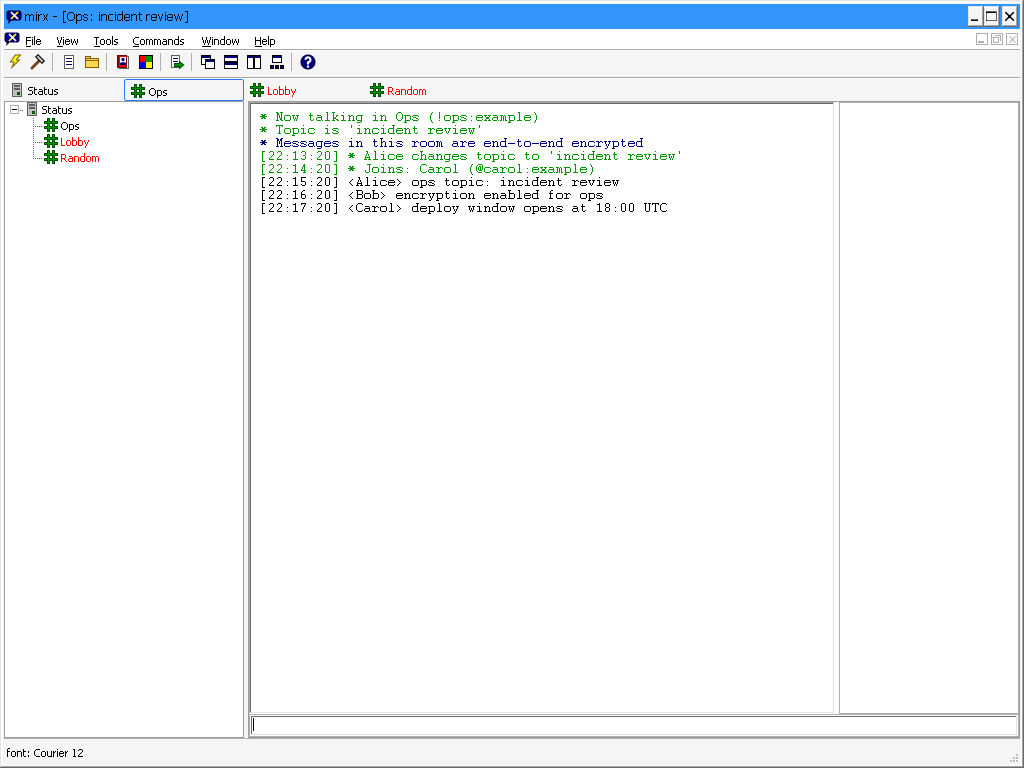 mirx - [Ops: incident review]
File View Tools Commands Window Help
Status Ops Lobby Random
Status
Ops
Lobby
Random
* Now talking in Ops (!ops:example)
* Topic is 'incident review'
* Messages in this room are end-to-end encrypted
[22:13:20] * Alice changes topic to 'incident review'
[22:14:20] * Joins: Carol (@carol:example)
[22:15:20] <Alice> ops topic: incident review
[22:16:20] <Bob> encryption enabled for ops
[22:17:20] <Carol> deploy window opens at 18:00 UTC
font: Courier 12